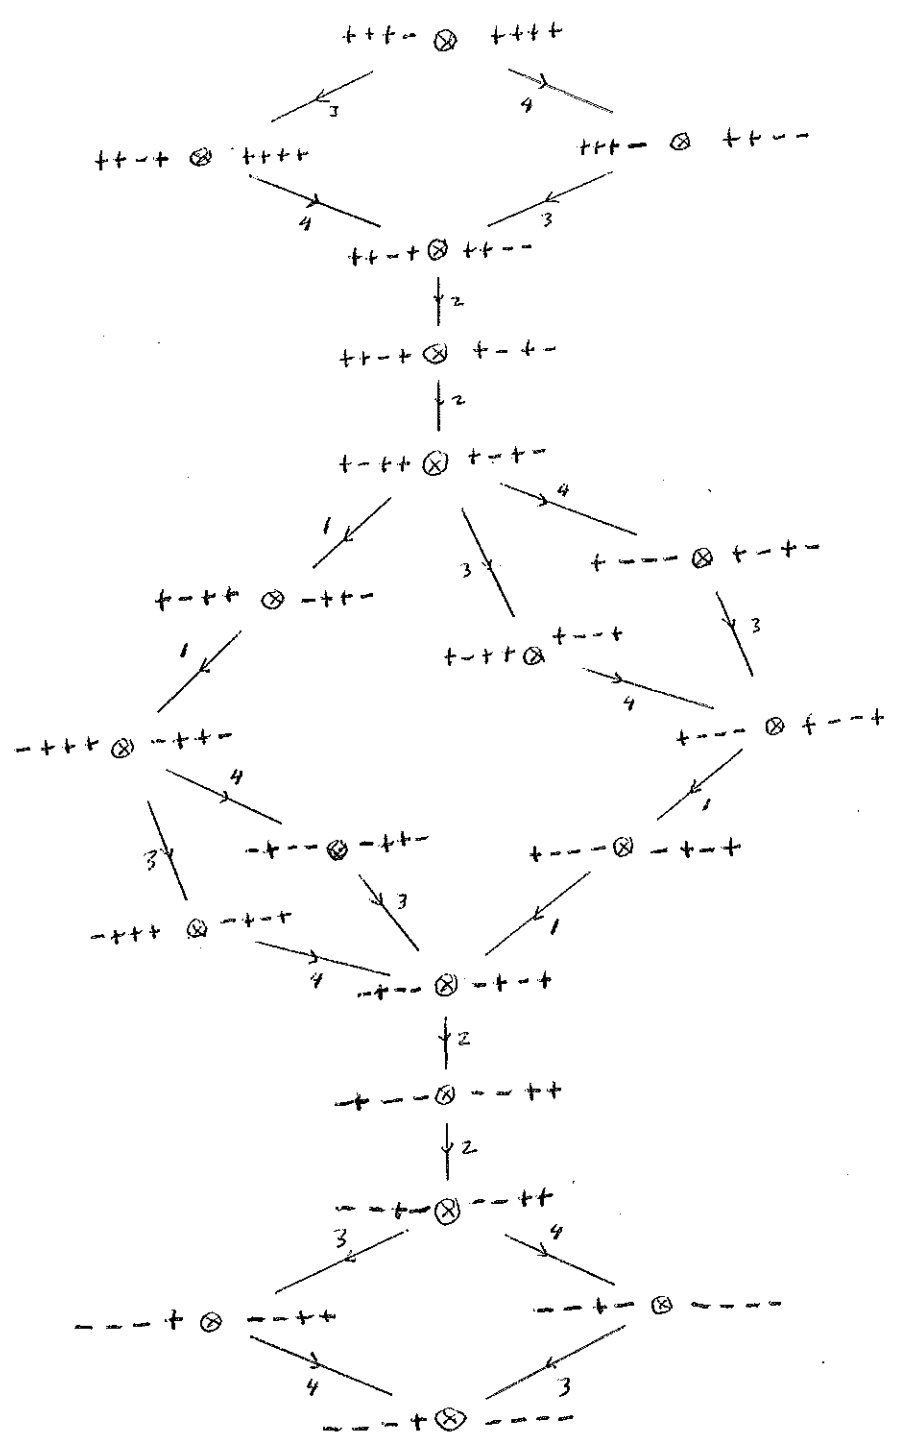 +++- ⊗ ++++
3 4
++-+ ⊗ ++++ +++- ⊗ ++--
4 3
++-+ ⊗ ++--
2
++-+ ⊗ +-+-
2
+-++ ⊗ +-+-
1 3 4
+--- ⊗ +-+-
+-++ ⊗ -++-
1 3
+-++ ⊗ +--+
4
+--- ⊗ +--+
-+++ ⊗ -++-
4 1
-+-- ⊗ -++- +--- ⊗ -+-+
3 3 1
-+++ ⊗ -+-+
4
-+-- ⊗ -+-+
2
-+-- ⊗ --++
2
--+- ⊗ --++
3 4
---+ ⊗ --++ --+- ⊗ ----
4 3
---+ ⊗ ----